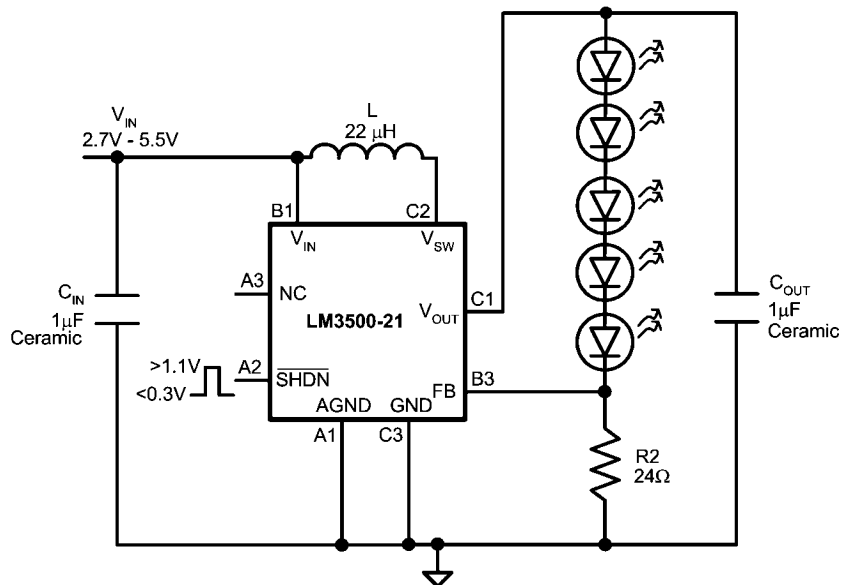 V_IN
2.7V - 5.5V
L
22 μH
B1
C2
V_IN
V_SW
A3
NC
LM3500-21
V_OUT
C1
C_IN
1μF
Ceramic
C_OUT
1μF
Ceramic
>1.1V
<0.3V
A2
SHDN
FB
B3
AGND
GND
A1
C3
R2
24Ω